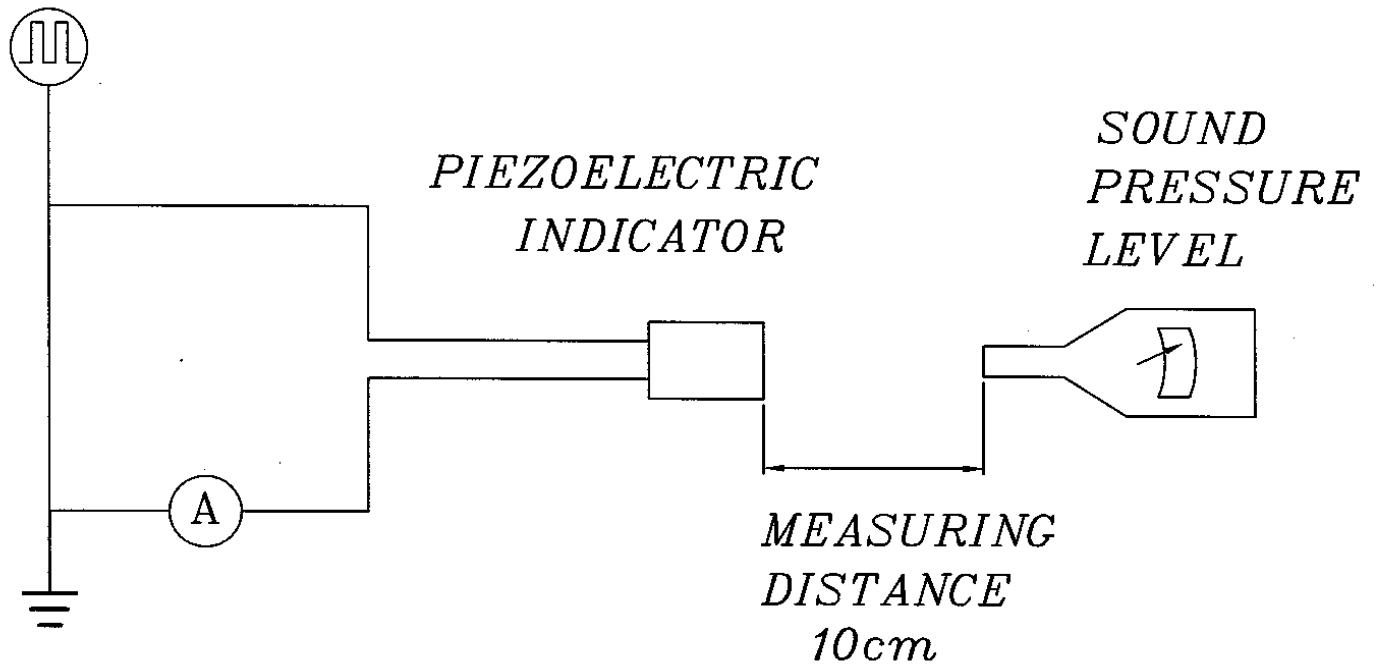 PIEZOELECTRIC
INDICATOR
SOUND
PRESSURE
LEVEL
A
MEASURING
DISTANCE
10cm